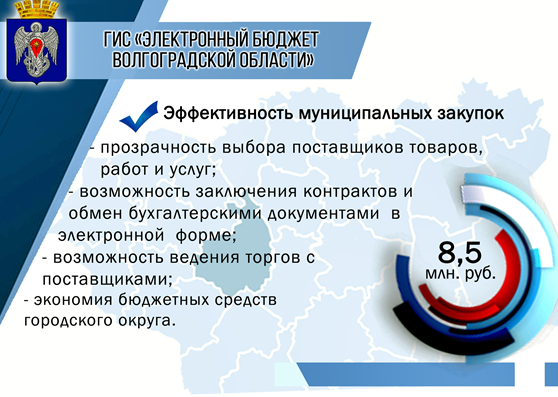 ГИС «ЭЛЕКТРОННЫЙ БЮДЖЕТ
ВОЛГОГРАДСКОЙ ОБЛАСТИ»
Эффективность муниципальных закупок
- прозрачность выбора поставщиков товаров,
работ и услуг;
- возможность заключения контрактов и
обмен бухгалтерскими документами в
электронной форме;
- возможность ведения торгов с
поставщиками;
- экономия бюджетных средств
городского округа.
8,5
млн. руб.